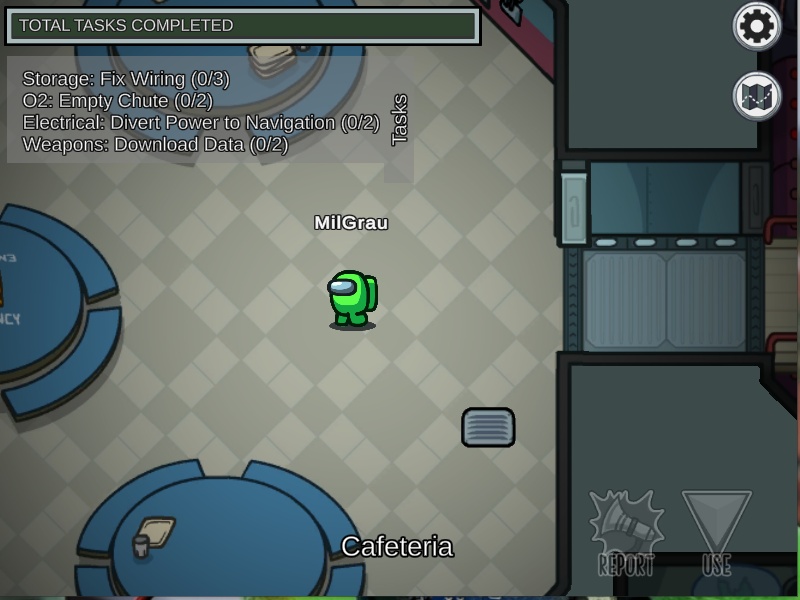 TOTAL TASKS COMPLETED
Storage: Fix Wiring (0/3)
O2: Empty Chute (0/2)
Electrical: Divert Power to Navigation (0/2)
Weapons: Download Data (0/2)
Tasks
MilGrau
Cafeteria
REPORT
USE